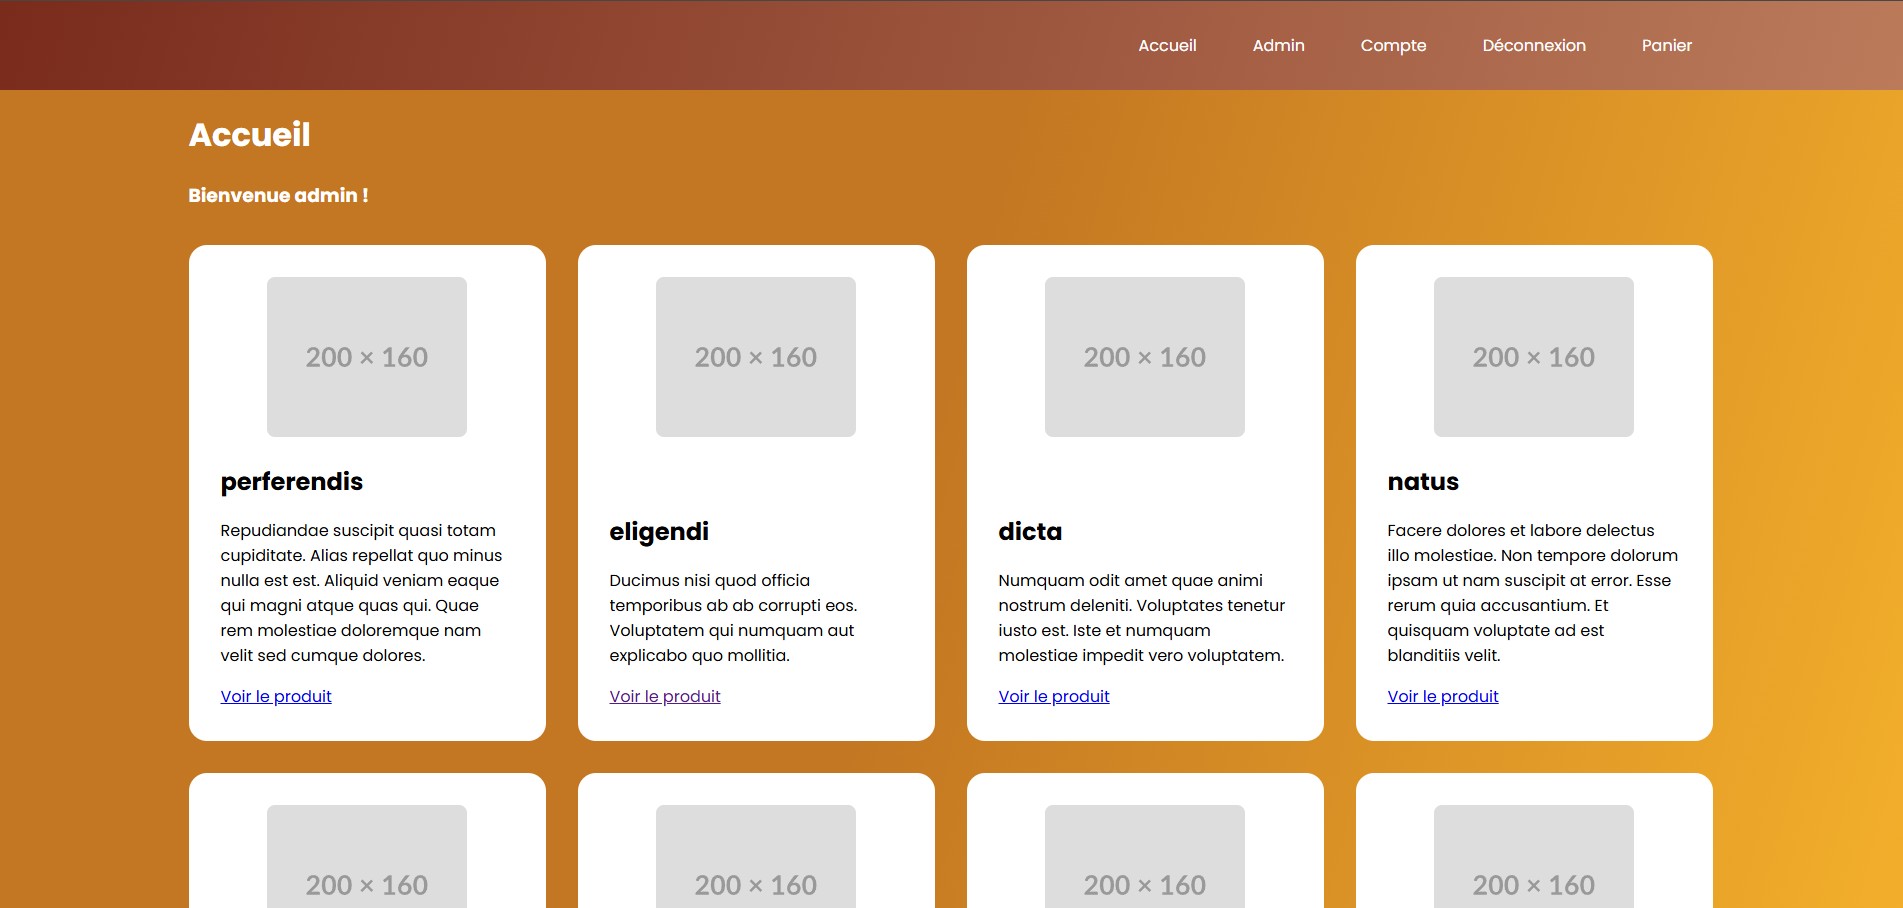 Accueil Admin Compte Déconnexion Panier
Accueil
Bienvenue admin !
200 × 160
perferendis
Repudiandae suscipit quasi totam
cupiditate. Alias repellat quo minus
nulla est est. Aliquid veniam eaque
qui magni atque quas qui. Quae
rem molestiae doloremque nam
velit sed cumque dolores.
Voir le produit
200 × 160
eligendi
Ducimus nisi quod officia
temporibus ab ab corrupti eos.
Voluptatem qui numquam aut
explicabo quo mollitia.
Voir le produit
200 × 160
dicta
Numquam odit amet quae animi
nostrum deleniti. Voluptates tenetur
iusto est. Iste et numquam
molestiae impedit vero voluptatem.
Voir le produit
200 × 160
natus
Facere dolores et labore delectus
illo molestiae. Non tempore dolorum
ipsam ut nam suscipit at error. Esse
rerum quia accusantium. Et
quisquam voluptate ad est
blanditiis velit.
Voir le produit
200 × 160
200 × 160
200 × 160
200 × 160